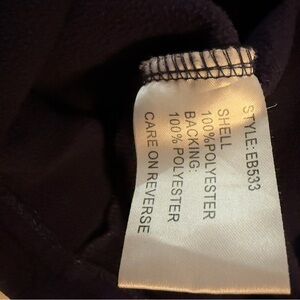 STYLE:EB533
SHELL
100%POLYESTER
BACKING:
100% POLYESTER
CARE ON REVERSE